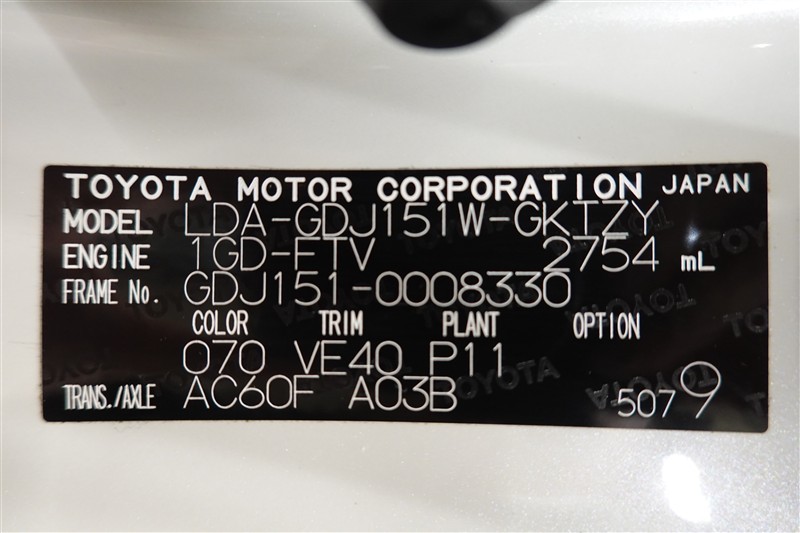 TOYOTA MOTOR CORPORATION JAPAN
MODEL LDA-GDJ151W-GKTZY
ENGINE 1GD-FTV 2754 mL
FRAME No. GDJ151-0008330
COLOR TRIM PLANT OPTION
070 VE40 P11
TRANS./AXLE AC60F A03B 5079